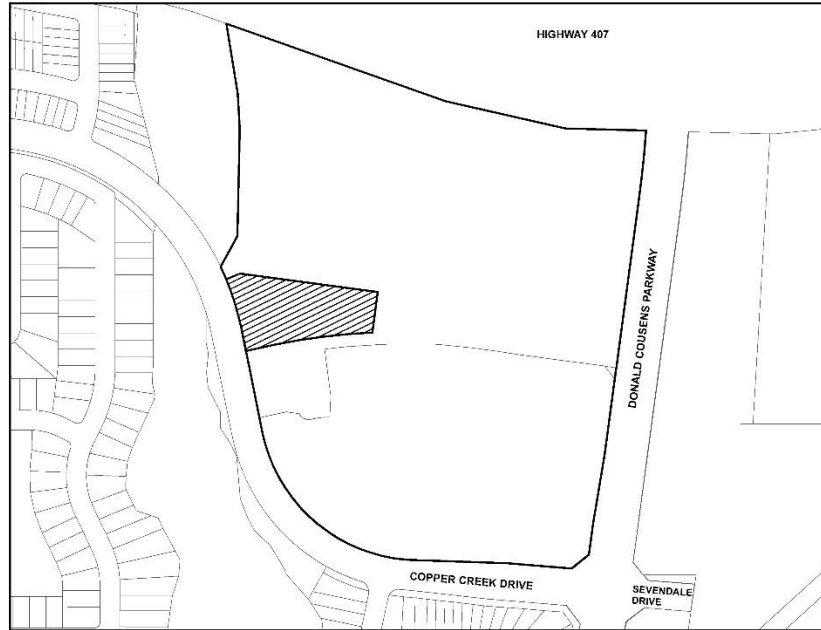 HIGHWAY 407
DONALD COUSENS PARKWAY
COPPER CREEK DRIVE
SEVENDALE
DRIVE